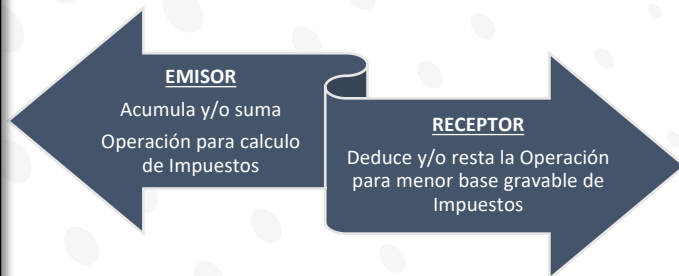 EMISOR
Acumula y/o suma
Operación para calculo
de Impuestos
RECEPTOR
Deduce y/o resta la Operación
para menor base gravable de
Impuestos